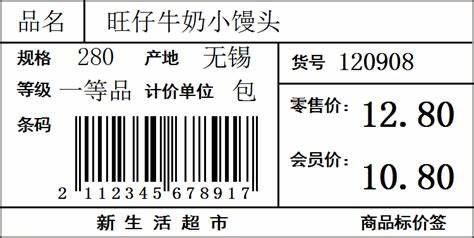 品名 旺仔牛奶小馒头
规格 280 产地 无锡
货号 120908
等级 一等品 计价单位 包
零售价: 12.80
条码
会员价: 10.80
2 112345 678917
新生活超市 商品标价签